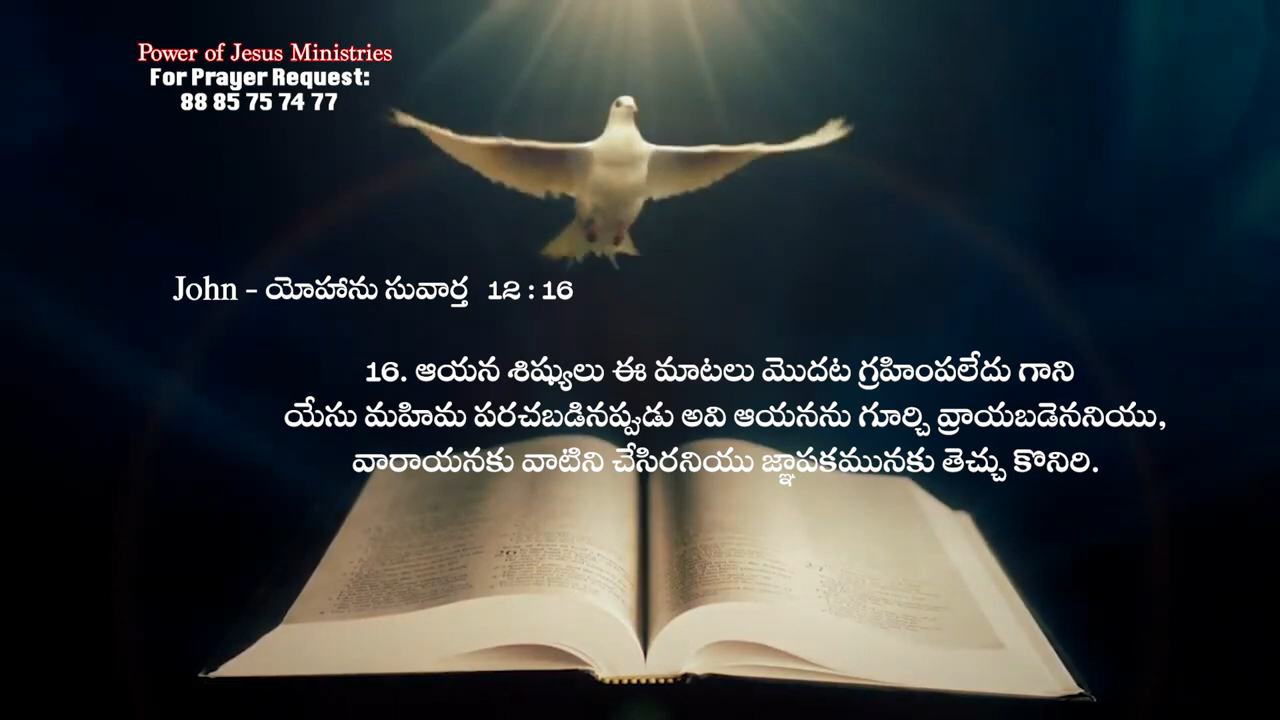 Power of Jesus Ministries
For Prayer Request:
88 85 75 74 77
John - యోహాను సువార్త 12 : 16
16. ఆయన శిష్యులు ఈ మాటలు మొదట గ్రహింపలేదు గాని
యేసు మహిమ పరచబడినప్పుడు అవి ఆయనను గూర్చి వ్రాయబడెననియు,
వారాయనకు వాటిని చేసిరనియు జ్ఞాపకమునకు తెచ్చు కొనిరి.